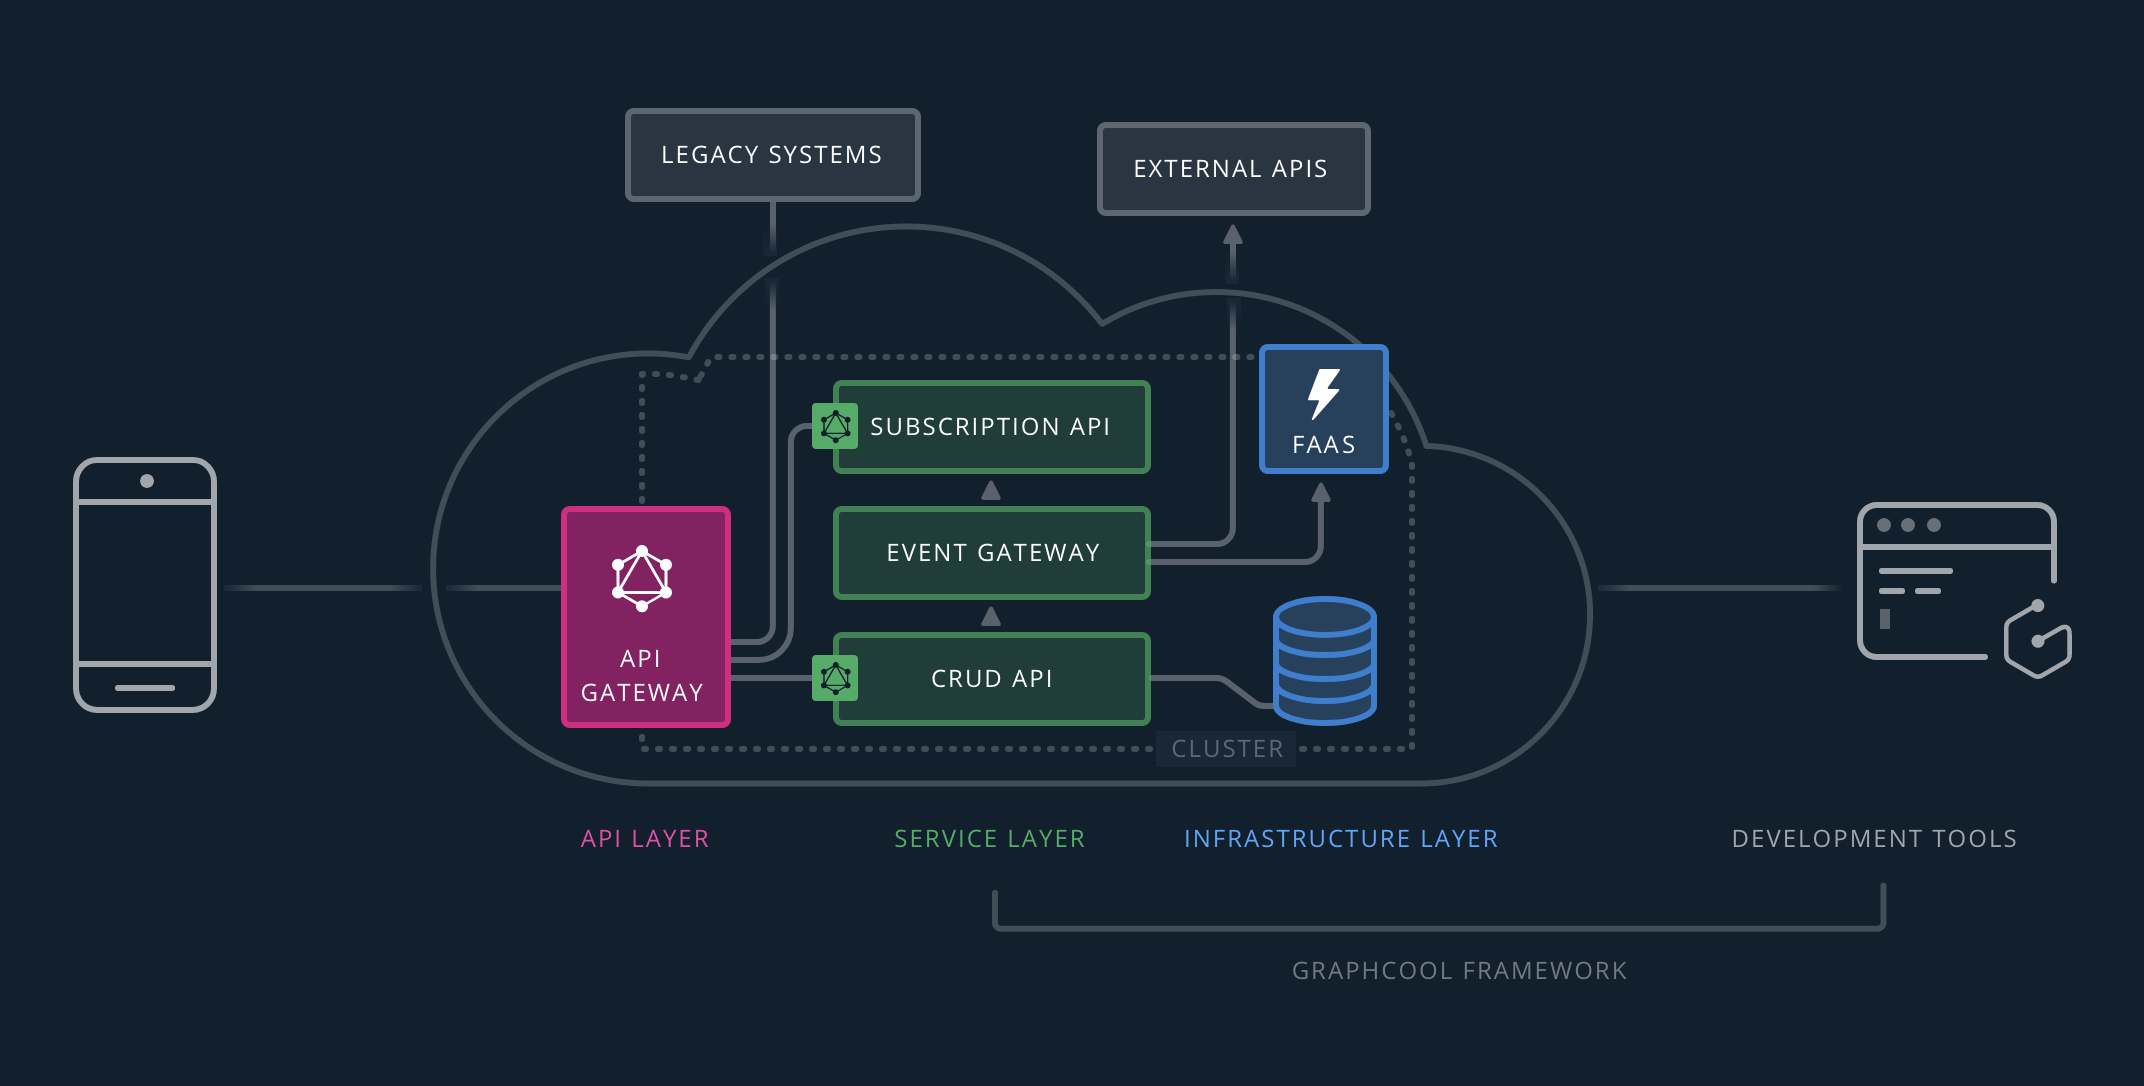 LEGACY SYSTEMS
EXTERNAL APIS
SUBSCRIPTION API
FAAS
EVENT GATEWAY
API
GATEWAY
CRUD API
CLUSTER
API LAYER
SERVICE LAYER
INFRASTRUCTURE LAYER
DEVELOPMENT TOOLS
GRAPHCOOL FRAMEWORK